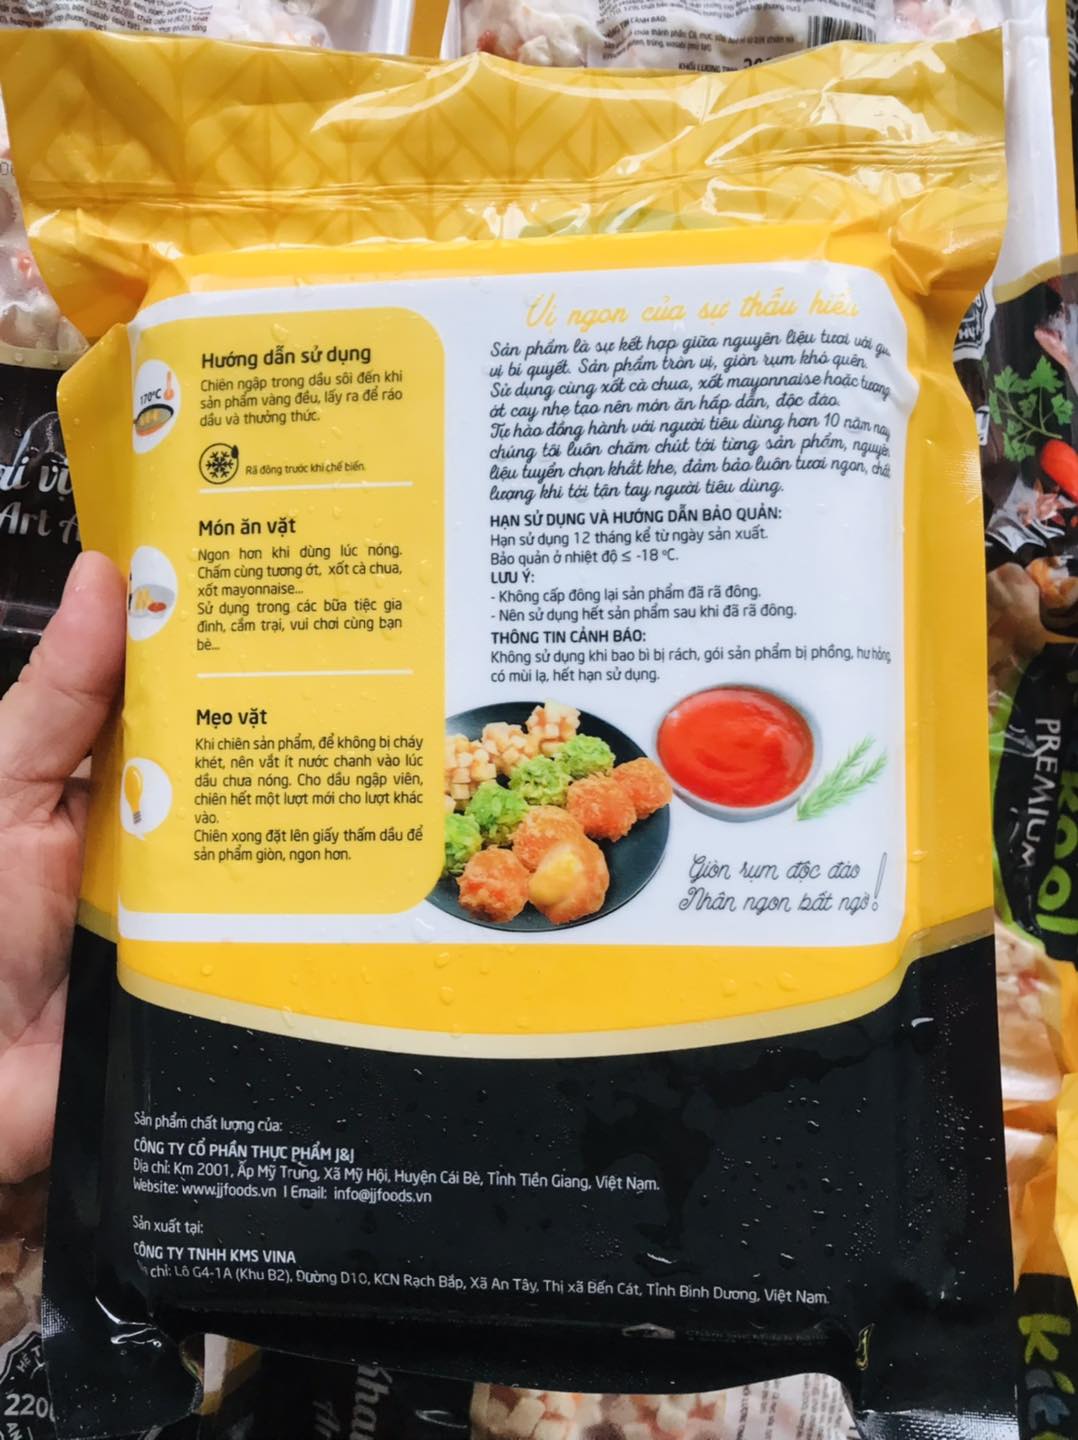 Vị ngon của sự thấu hiểu
Sản phẩm là sự kết hợp giữa nguyên liệu tươi với gia
vị bí quyết. Sản phẩm tròn vị, giòn rụm khó quên.
Sử dụng cùng xốt cà chua, xốt mayonnaise hoặc tương
ớt cay nhẹ tạo nên món ăn hấp dẫn, độc đáo.
Tự hào đồng hành với người tiêu dùng hơn 10 năm nay
chúng tôi luôn chăm chút tới từng sản phẩm, nguyên
liệu tuyển chọn khắt khe, đảm bảo luôn tươi ngon, chất
lượng khi tới tận tay người tiêu dùng.
HẠN SỬ DỤNG VÀ HƯỚNG DẪN BẢO QUẢN:
Hạn sử dụng 12 tháng kể từ ngày sản xuất.
Bảo quản ở nhiệt độ ≤ -18 °C.
LƯU Ý:
- Không cấp đông lại sản phẩm đã rã đông.
- Nên sử dụng hết sản phẩm sau khi đã rã đông.
THÔNG TIN CẢNH BÁO:
Không sử dụng khi bao bì bị rách, gói sản phẩm bị phồng, hư hỏng
có mùi lạ, hết hạn sử dụng.
170°C
Hướng dẫn sử dụng
Chiên ngập trong dầu sôi đến khi
sản phẩm vàng đều, lấy ra để ráo
dầu và thưởng thức.
Rã đông trước khi chế biến.
Món ăn vặt
Ngon hơn khi dùng lúc nóng.
Chấm cùng tương ớt, xốt cà chua,
xốt mayonnaise...
Sử dụng trong các bữa tiệc gia
đình, cắm trại, vui chơi cùng bạn
bè...
Mẹo vặt
Khi chiên sản phẩm, để không bị cháy
khét, nên vắt ít nước chanh vào lúc
dầu chưa nóng. Cho dầu ngập viên,
chiên hết một lượt mới cho lượt khác
vào.
Chiên xong đặt lên giấy thấm dầu để
sản phẩm giòn, ngon hơn.
Giòn rụm độc đáo
Nhân ngon bất ngờ!
Sản phẩm chất lượng của:
CÔNG TY CỔ PHẦN THỰC PHẨM J&J
Địa chỉ: Km 2001, Ấp Mỹ Trung, Xã Mỹ Hội, Huyện Cái Bè, Tỉnh Tiền Giang, Việt Nam.
Website: www.jjfoods.vn I Email: info@jjfoods.vn
Sản xuất tại:
CÔNG TY TNHH KMS VINA
chỉ: Lô G4-1A (Khu B2), Đường D10, KCN Rạch Bắp, Xã An Tây, Thị xã Bến Cát, Tỉnh Bình Dương, Việt Nam.
PREMIUM
220